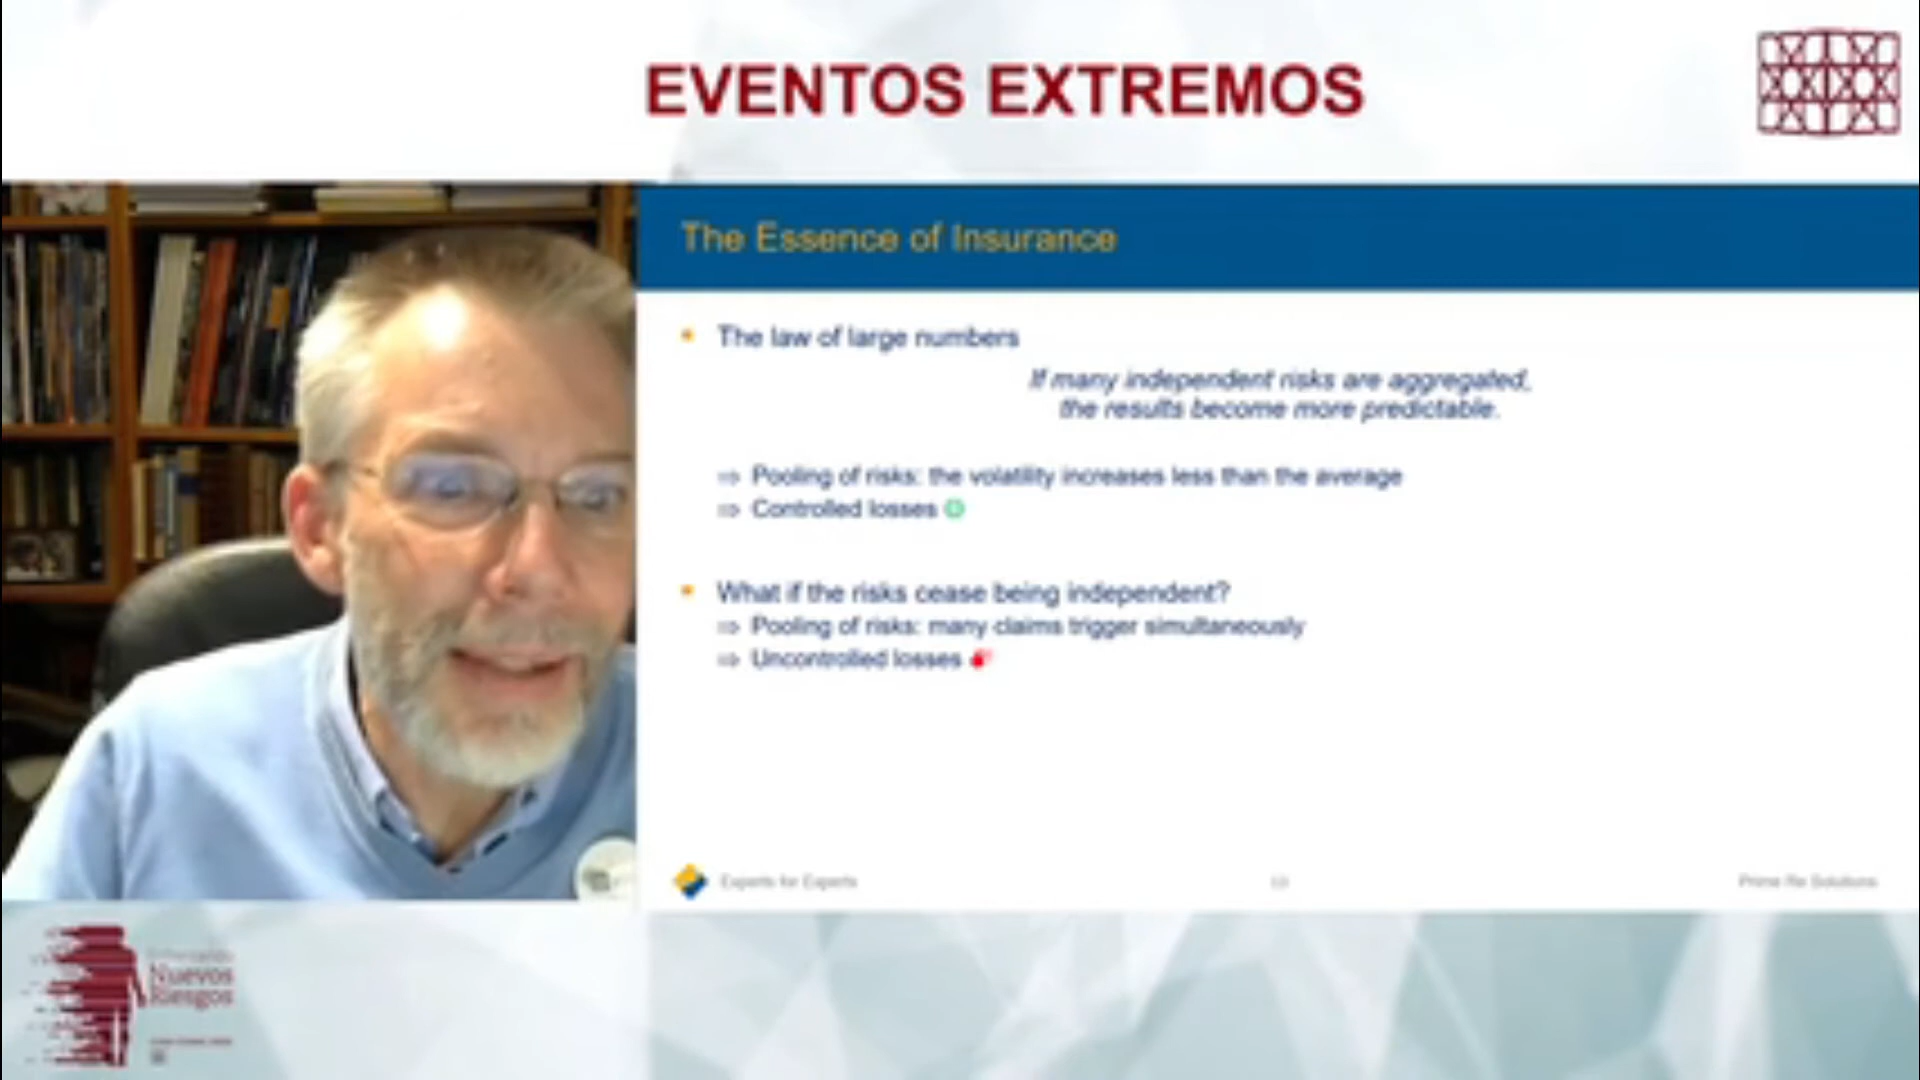 EVENTOS EXTREMOS
The Essence of Insurance
• The law of large numbers
If many independent risks are aggregated,
the results become more predictable.
⇒ Pooling of risks: the volatility increases less than the average
⇒ Controlled losses
• What if the risks cease being independent?
⇒ Pooling of risks: many claims trigger simultaneously
⇒ Uncontrolled losses
Experts for Experts
Prime Re Solutions
Nuevos
Riesgos